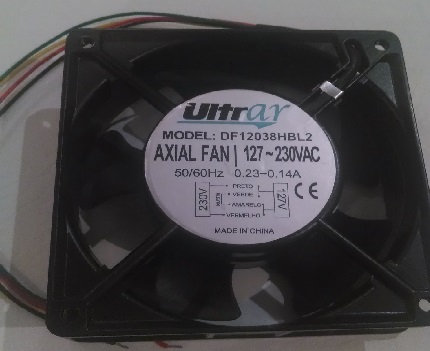 Ultrar
MODEL: DF12038HBL2
AXIAL FAN | 127~230VAC
50/60Hz 0.23-0.14A
CE
230V
PRETO
VERDE
AMARELO
VERMELHO
127V
MADE IN CHINA